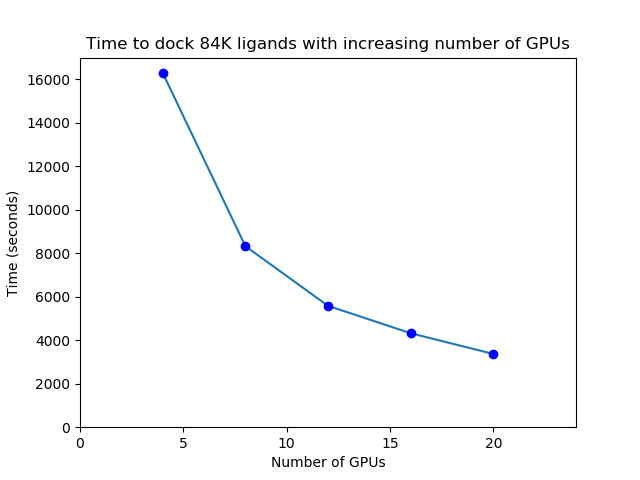 Time to dock 84K ligands with increasing number of GPUs
16000
14000
12000
10000
8000
6000
4000
2000
0
Time (seconds)
0 5 10 15 20
Number of GPUs